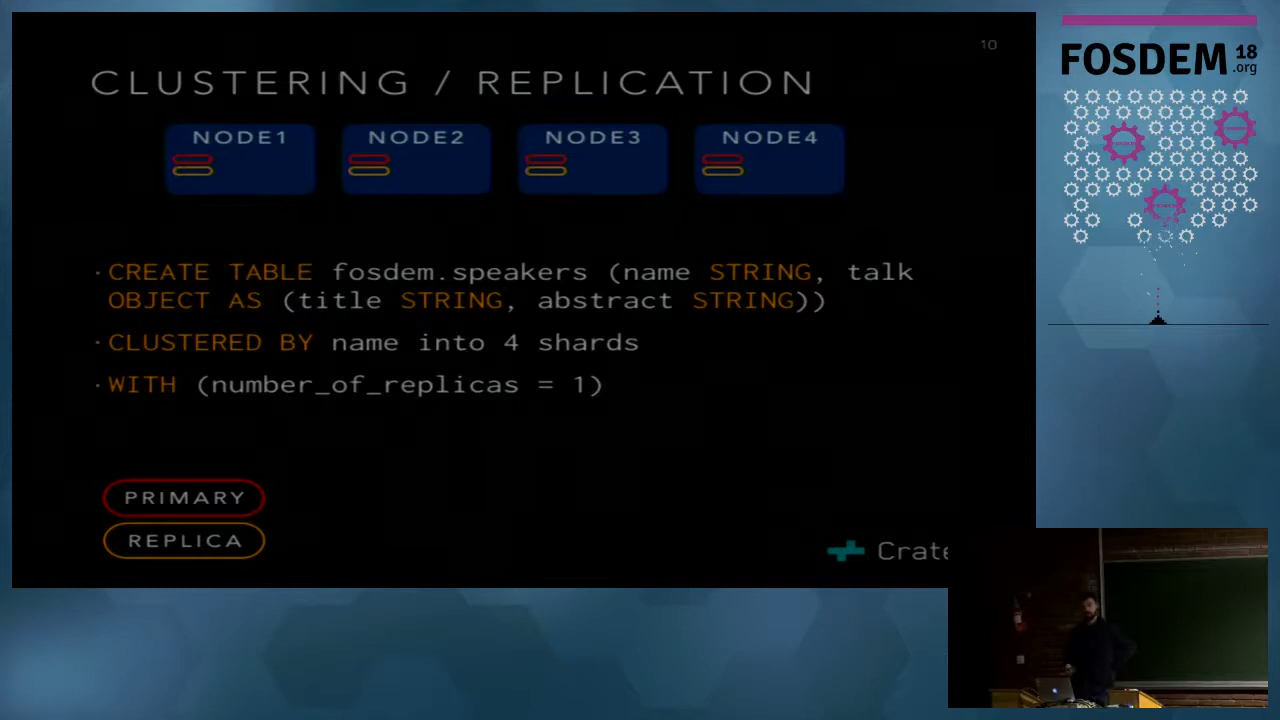 10
CLUSTERING / REPLICATION
NODE1 NODE2 NODE3 NODE4
· CREATE TABLE fosdem.speakers (name STRING, talk
OBJECT AS (title STRING, abstract STRING))
· CLUSTERED BY name into 4 shards
· WITH (number_of_replicas = 1)
PRIMARY
REPLICA
Crate
FOSDEM 18
.org